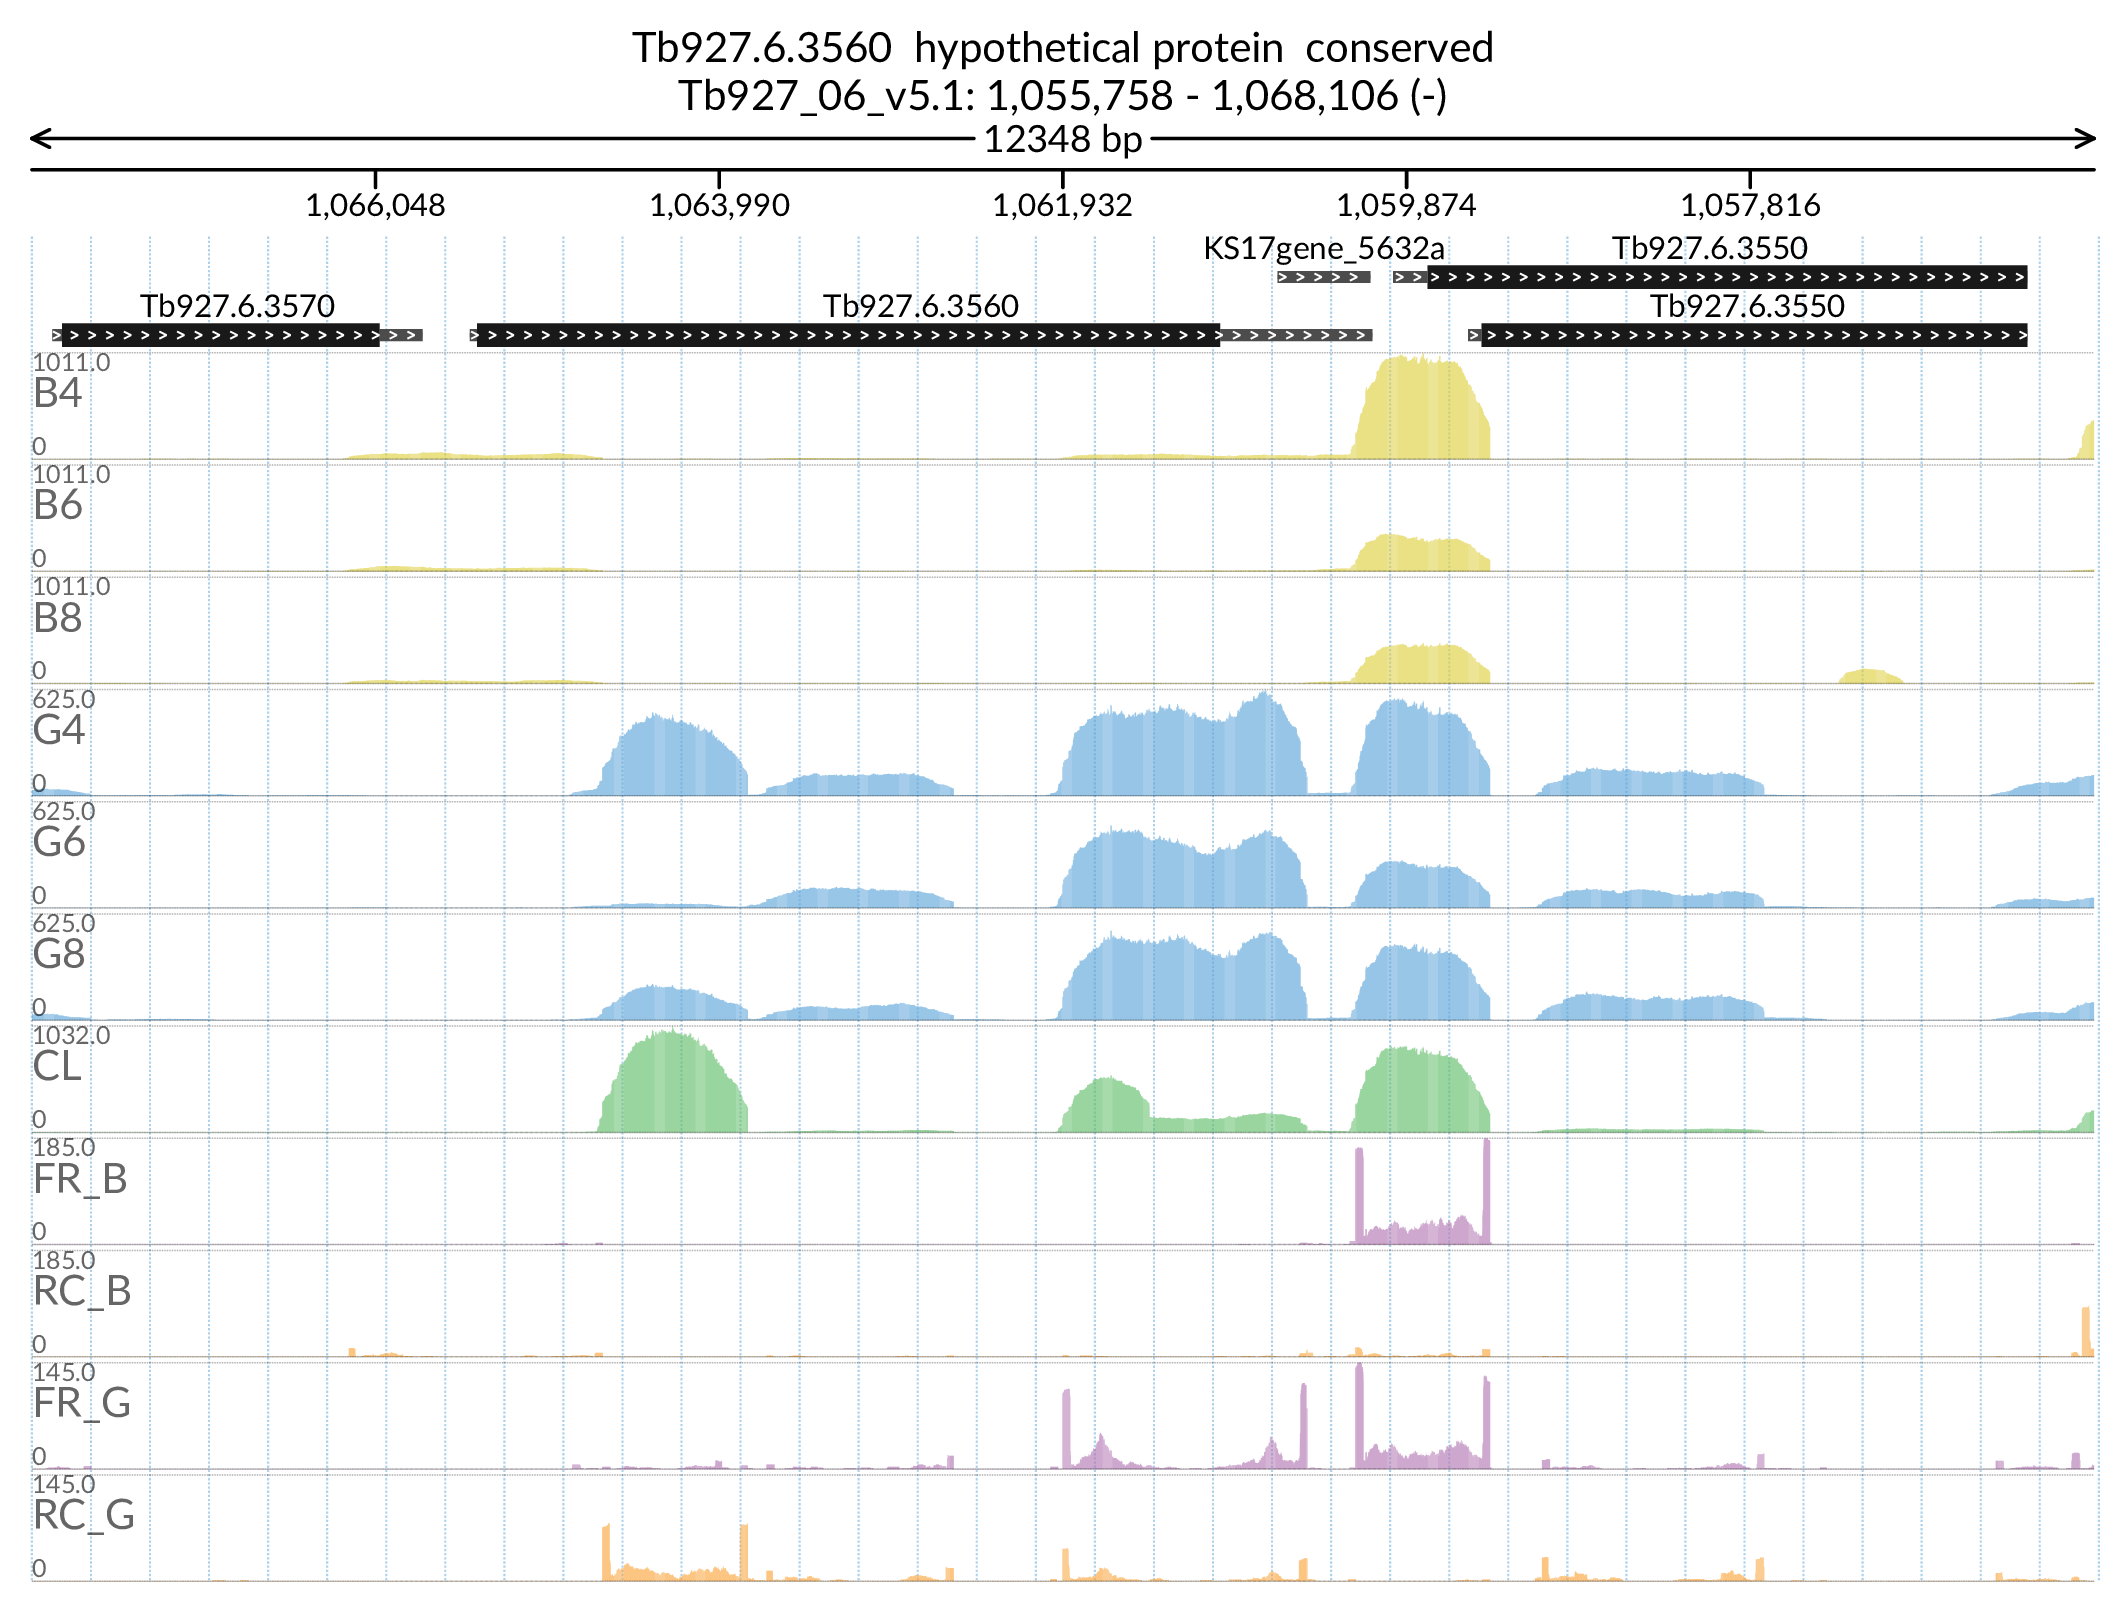 Tb927.6.3560  hypothetical protein  conserved
Tb927_06_v5.1: 1,055,758 - 1,068,106 (-)
12348 bp
1,066,048 1,063,990 1,061,932 1,059,874 1,057,816
KS17gene_5632a Tb927.6.3550
Tb927.6.3570 Tb927.6.3560 Tb927.6.3550
1011.0
B4
0
1011.0
B6
0
1011.0
B8
0
625.0
G4
0
625.0
G6
0
625.0
G8
0
1032.0
CL
0
185.0
FR_B
0
185.0
RC_B
0
145.0
FR_G
0
145.0
RC_G
0